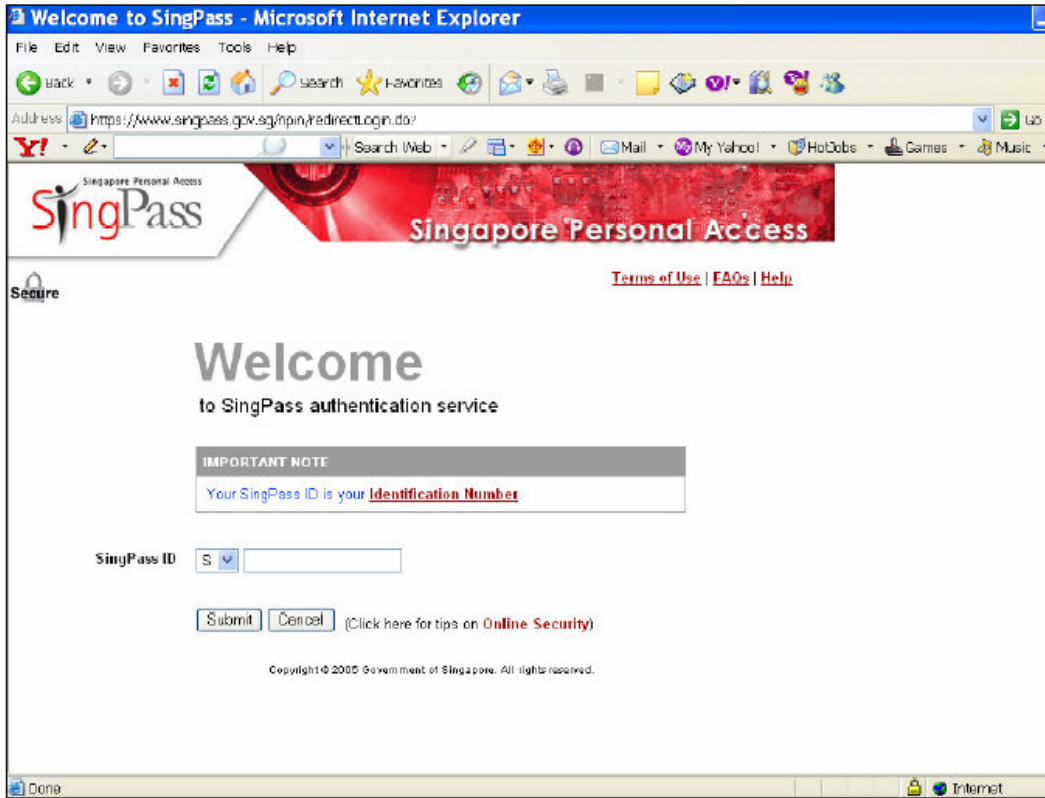 Welcome to SingPass - Microsoft Internet Explorer
File Edit View Favorites Tools Help
Back Search Favorites
Address https://www.singpass.gov.sg/npin/redirectLogin.do? Go
Y! Search Web Mail My Yahoo! HotJobs Games Music
Singapore Personal Access
SingPass
Singapore Personal Access
Secure
Terms of Use | FAQs | Help
Welcome
to SingPass authentication service
IMPORTANT NOTE
Your SingPass ID is your Identification Number.
SingPass ID S
Submit Cancel (Click here for tips on Online Security)
Copyright © 2005 Government of Singapore. All rights reserved.
Done Internet